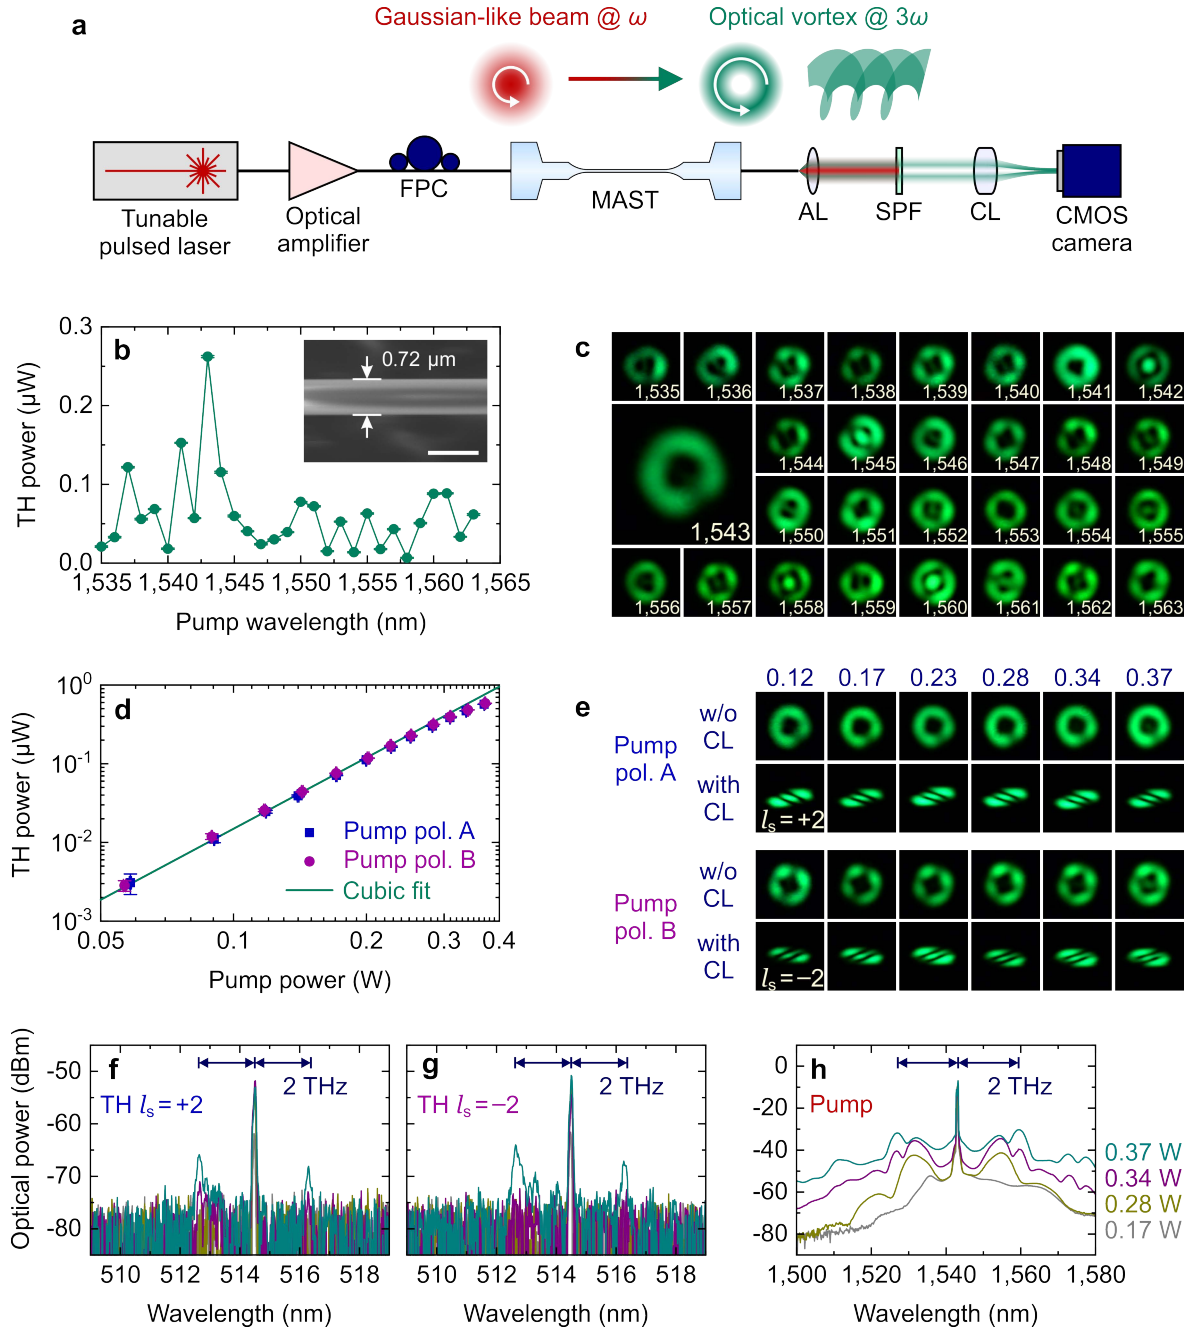 a
Gaussian-like beam @ ω
Optical vortex @ 3ω
FPC
MAST
AL
SPF
CL
Tunable
pulsed laser
Optical
amplifier
CMOS
camera
b
0.72 µm
TH power (µW)
0.3
0.2
0.1
0.0
1,535
1,540
1,545
1,550
1,555
1,560
1,565
Pump wavelength (nm)
c
1,535
1,536
1,537
1,538
1,539
1,540
1,541
1,542
1,543
1,544
1,545
1,546
1,547
1,548
1,549
1,550
1,551
1,552
1,553
1,554
1,555
1,556
1,557
1,558
1,559
1,560
1,561
1,562
1,563
d
TH power (µW)
10⁰
10⁻¹
10⁻²
10⁻³
Pump pol. A
Pump pol. B
Cubic fit
0.05
0.1
0.2
0.3
0.4
Pump power (W)
e
0.12
0.17
0.23
0.28
0.34
0.37
Pump
pol. A
w/o
CL
with
CL
lₛ = +2
Pump
pol. B
w/o
CL
with
CL
lₛ = −2
f
Optical power (dBm)
-50
-60
-70
-80
2 THz
TH lₛ = +2
510
512
514
516
518
Wavelength (nm)
g
2 THz
TH lₛ = −2
510
512
514
516
518
Wavelength (nm)
h
0
-20
-40
-60
-80
2 THz
Pump
0.37 W
0.34 W
0.28 W
0.17 W
1,500
1,520
1,540
1,560
1,580
Wavelength (nm)